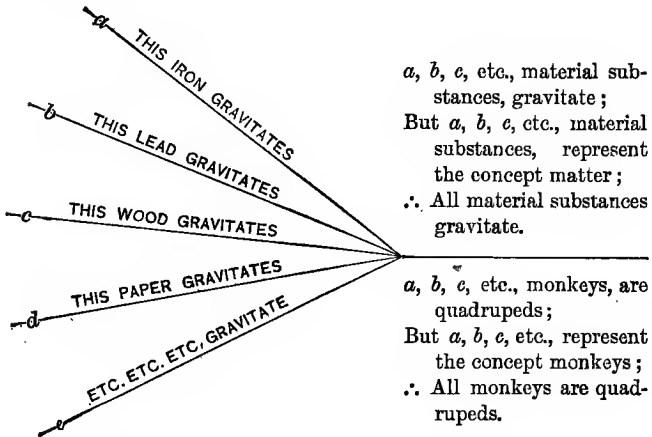 a
THIS IRON GRAVITATES
b
THIS LEAD GRAVITATES
c
THIS WOOD GRAVITATES
d
THIS PAPER GRAVITATES
e
ETC. ETC. ETC, GRAVITATE
a, b, c, etc., material sub-
stances, gravitate ;
But a, b, c, etc., material
substances, represent
the concept matter ;
∴ All material substances
gravitate.
a, b, c, etc., monkeys, are
quadrupeds ;
But a, b, c, etc., represent
the concept monkeys ;
∴ All monkeys are quad-
rupeds.